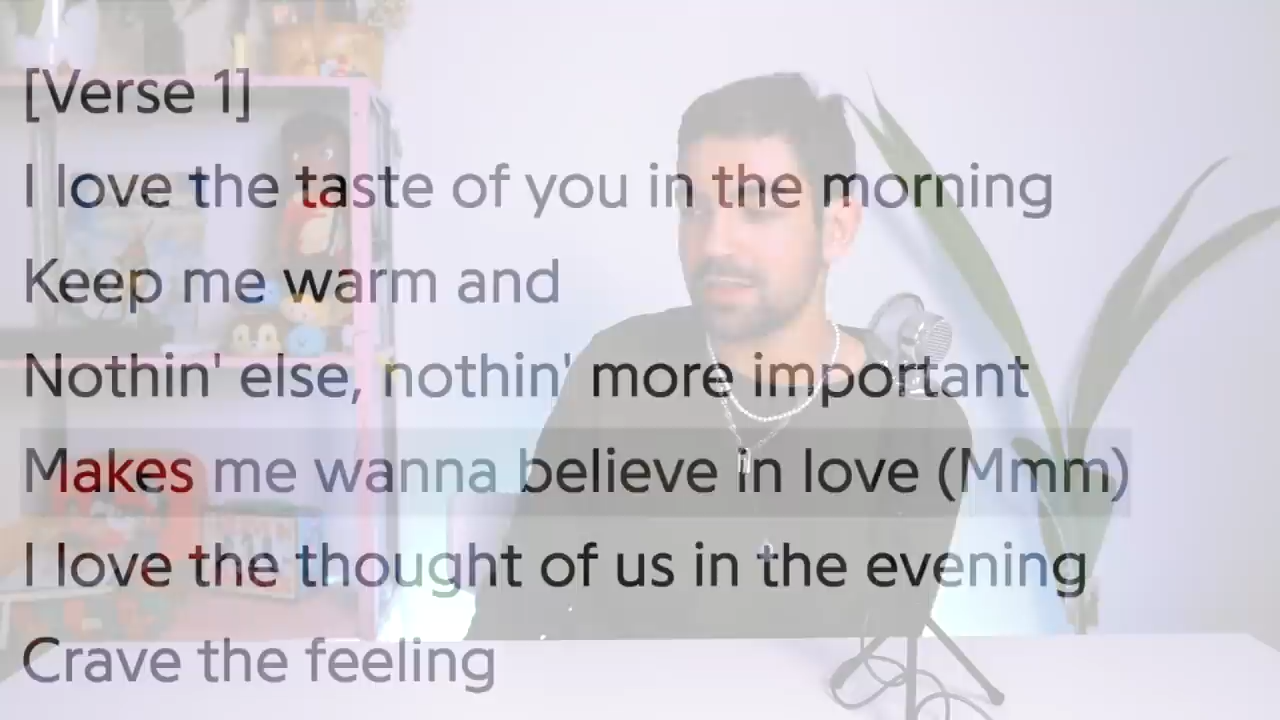 [Verse 1]
I love the taste of you in the morning
Keep me warm and
Nothin' else, nothin' more important
Makes me wanna believe in love (Mmm)
I love the thought of us in the evening
Crave the feeling